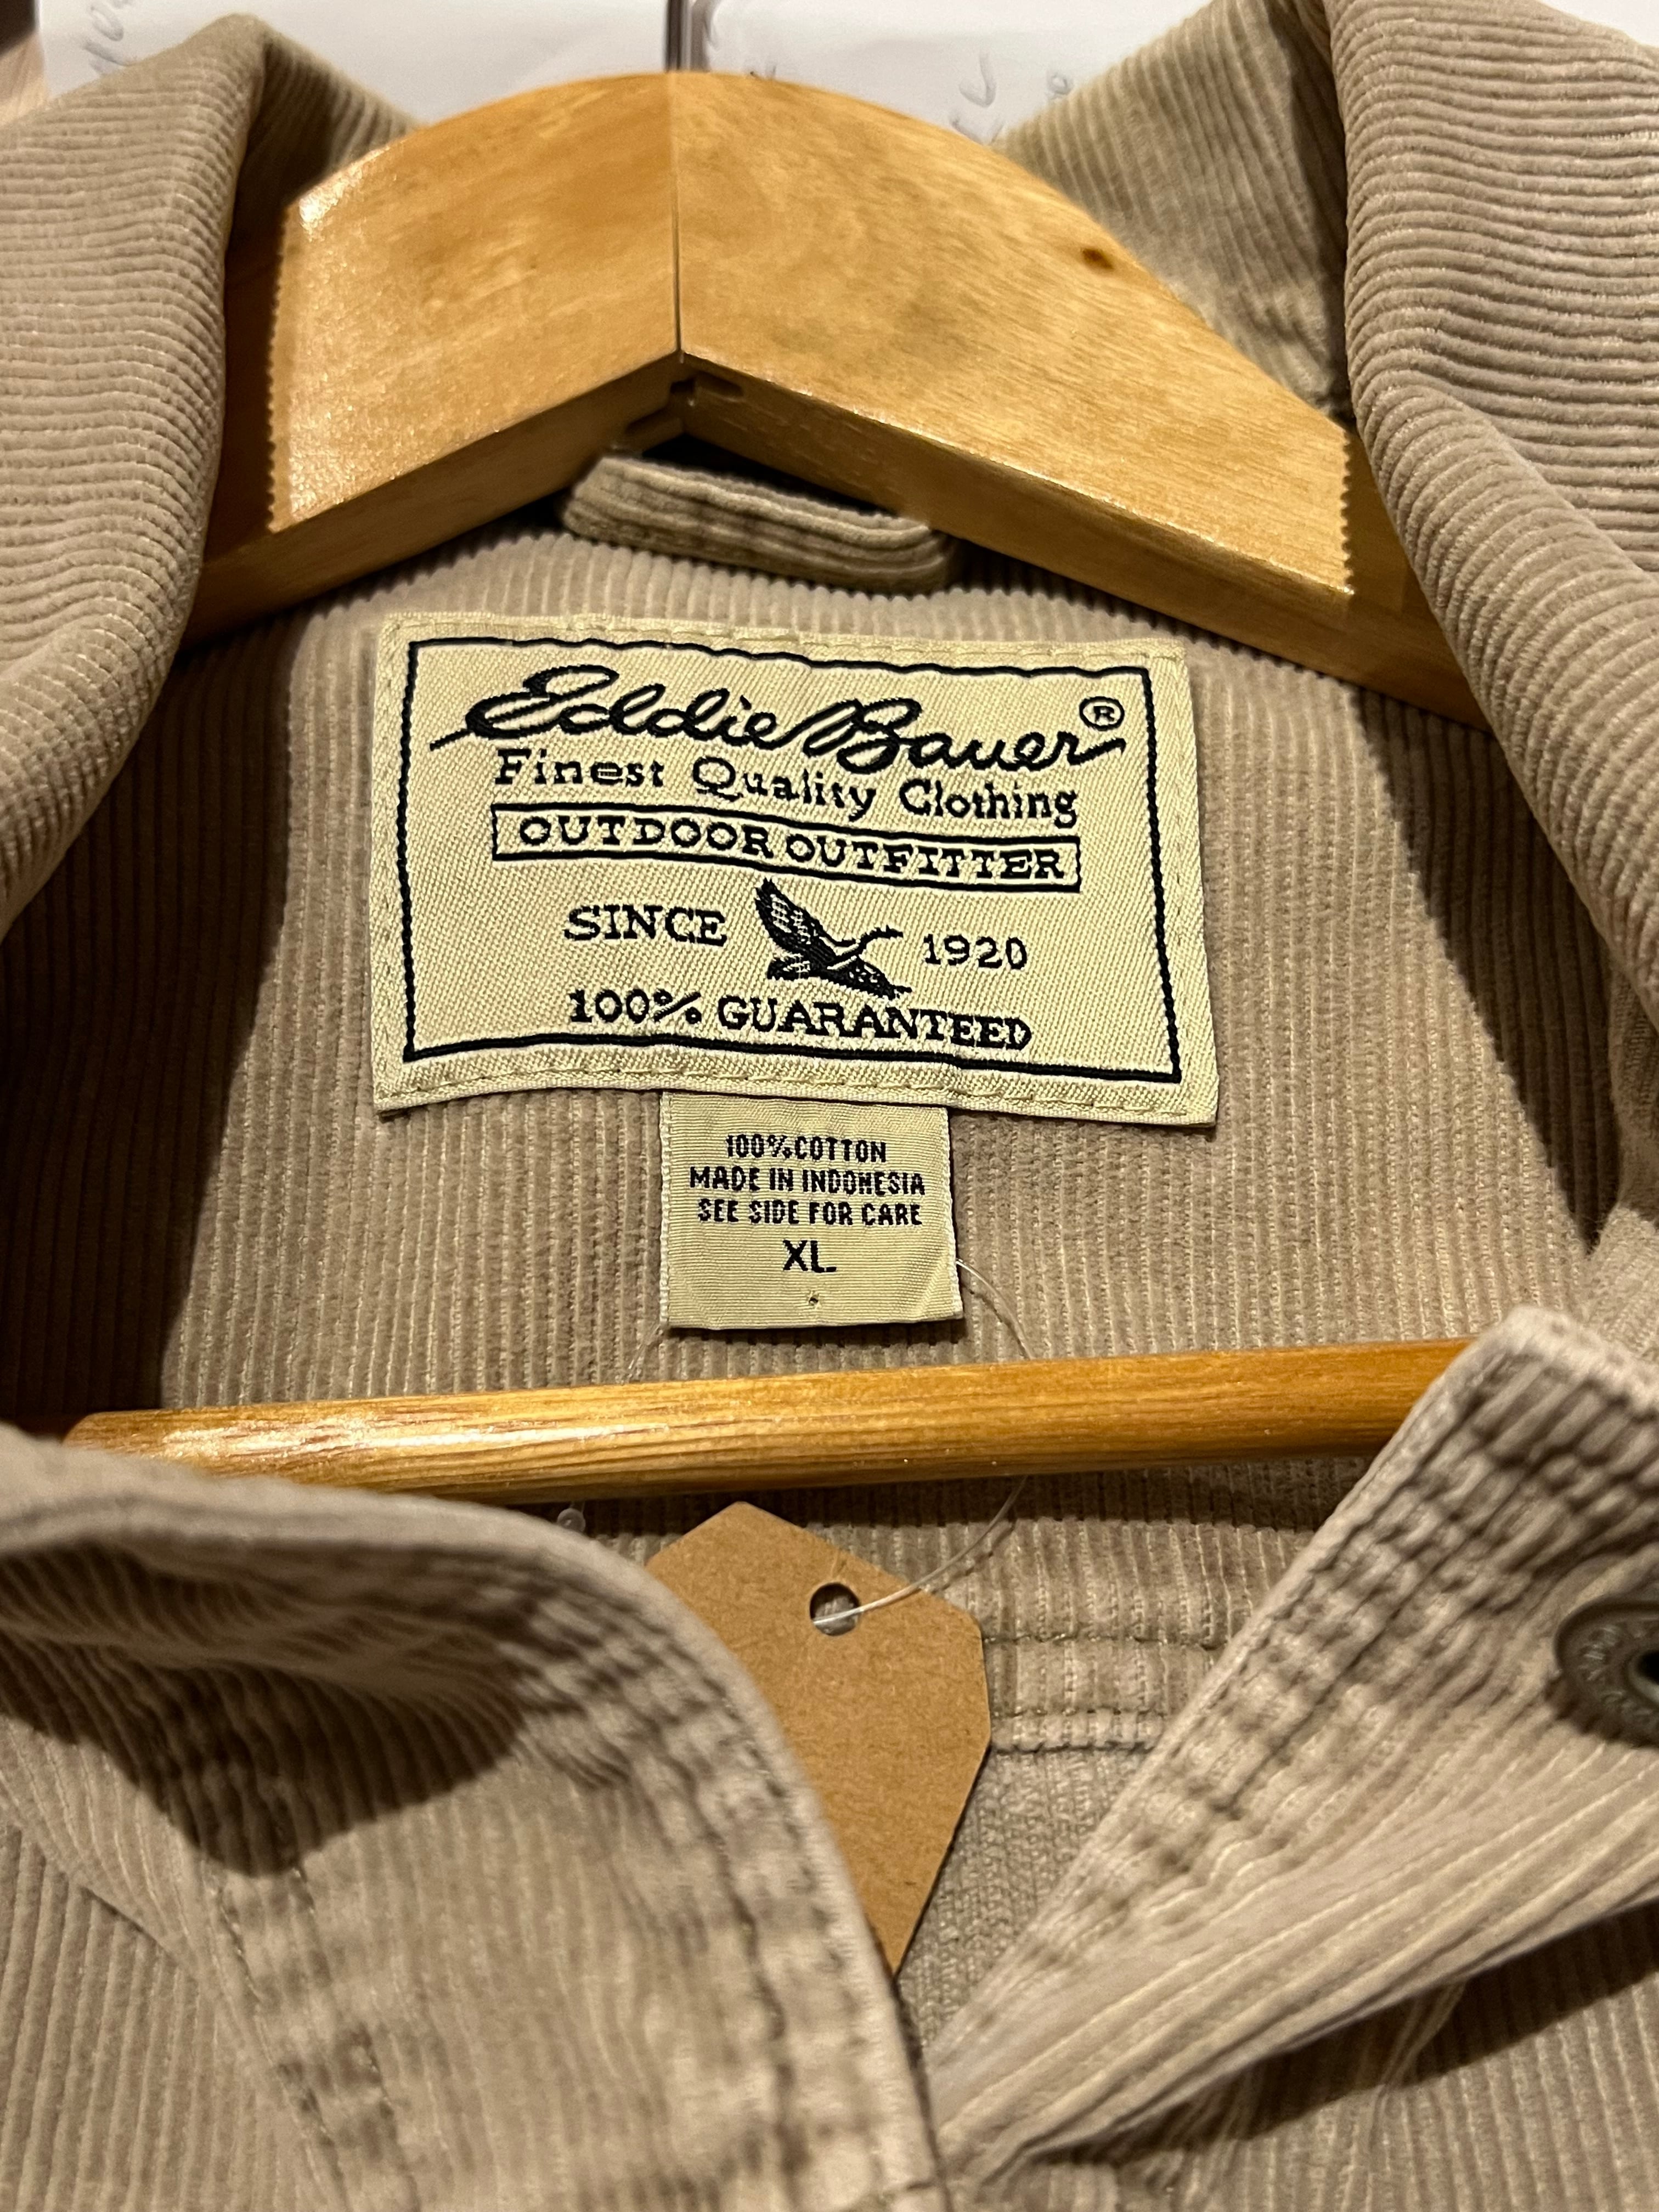 Eddie Bauer®
Finest Quality Clothing
OUTDOOR OUTFITTER
SINCE 1920
100% GUARANTEED
100% COTTON
MADE IN INDONESIA
SEE SIDE FOR CARE
XL